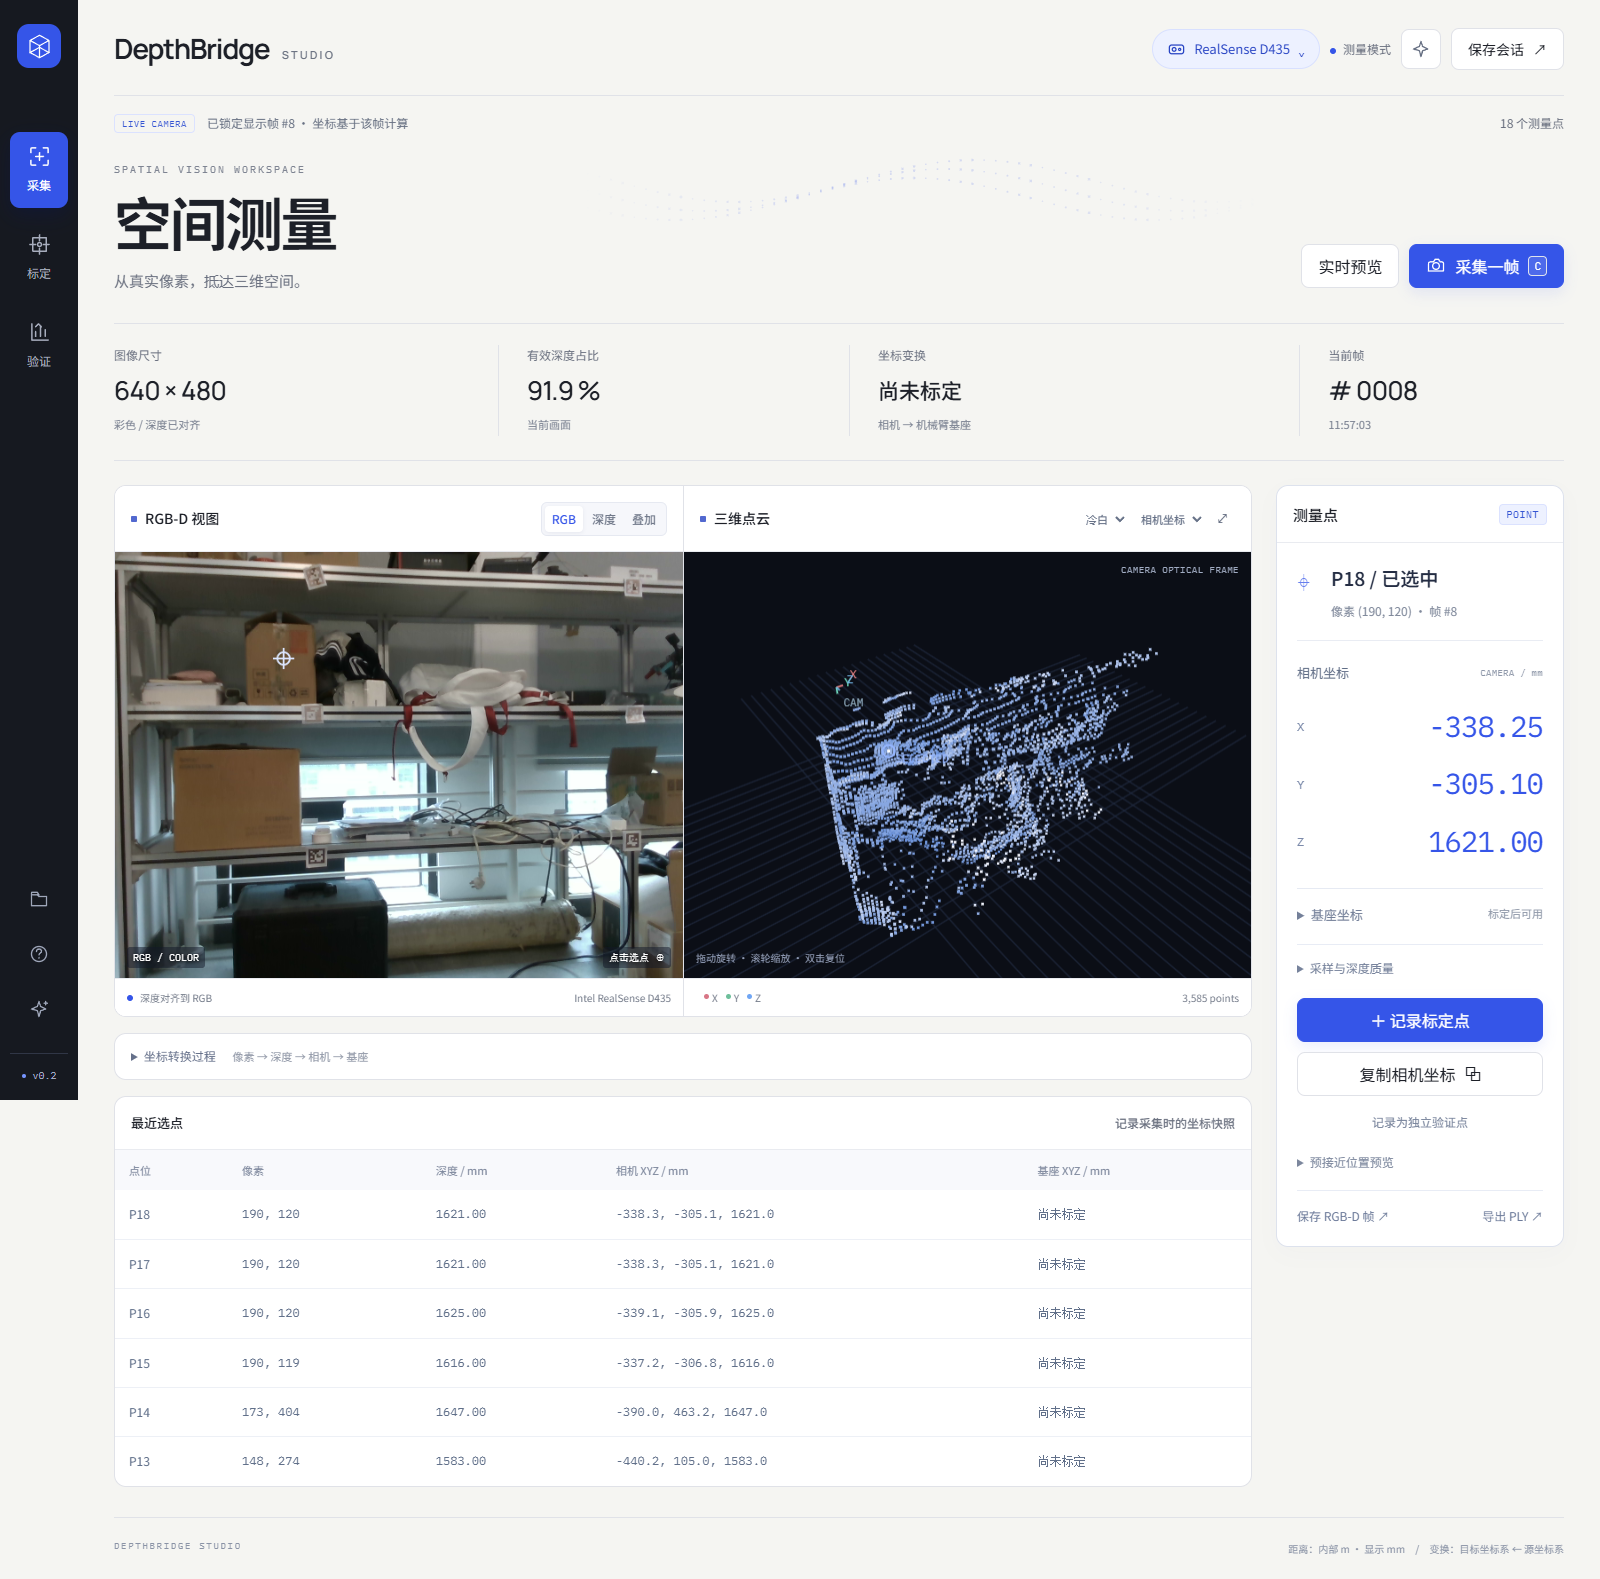 DepthBridge STUDIO
RealSense D435
测量模式
保存会话 ↗
LIVE CAMERA 已锁定显示帧 #8 · 坐标基于该帧计算
18 个测量点
SPATIAL VISION WORKSPACE
空间测量
从真实像素，抵达三维空间。
实时预览
采集一帧 C
采集
标定
验证
v0.2
图像尺寸
640 × 480
彩色 / 深度已对齐
有效深度占比
91.9 %
当前画面
坐标变换
尚未标定
相机 → 机械臂基座
当前帧
# 0008
11:57:03
RGB-D 视图
RGB 深度 叠加
RGB / COLOR
点击选点 ⊕
深度对齐到 RGB
Intel RealSense D435
三维点云
冷白 相机坐标 ⤢
CAMERA OPTICAL FRAME
X
Y
CAM
拖动旋转 · 滚轮缩放 · 双击复位
X Y Z
3,585 points
▶ 坐标转换过程 像素 → 深度 → 相机 → 基座
最近选点
记录采集时的坐标快照
点位 像素 深度 / mm 相机 XYZ / mm 基座 XYZ / mm
P18 190, 120 1621.00 -338.3, -305.1, 1621.0 尚未标定
P17 190, 120 1621.00 -338.3, -305.1, 1621.0 尚未标定
P16 190, 120 1625.00 -339.1, -305.9, 1625.0 尚未标定
P15 190, 119 1616.00 -337.2, -306.8, 1616.0 尚未标定
P14 173, 404 1647.00 -390.0, 463.2, 1647.0 尚未标定
P13 148, 274 1583.00 -440.2, 105.0, 1583.0 尚未标定
测量点
POINT
P18 / 已选中
像素 (190, 120) · 帧 #8
相机坐标
CAMERA / mm
X -338.25
Y -305.10
Z 1621.00
▶ 基座坐标 标定后可用
▶ 采样与深度质量
＋ 记录标定点
复制相机坐标
记录为独立验证点
▶ 预接近位置预览
保存 RGB-D 帧 ↗
导出 PLY ↗
DEPTHBRIDGE STUDIO
距离：内部 m · 显示 mm / 变换：目标坐标系 ← 源坐标系